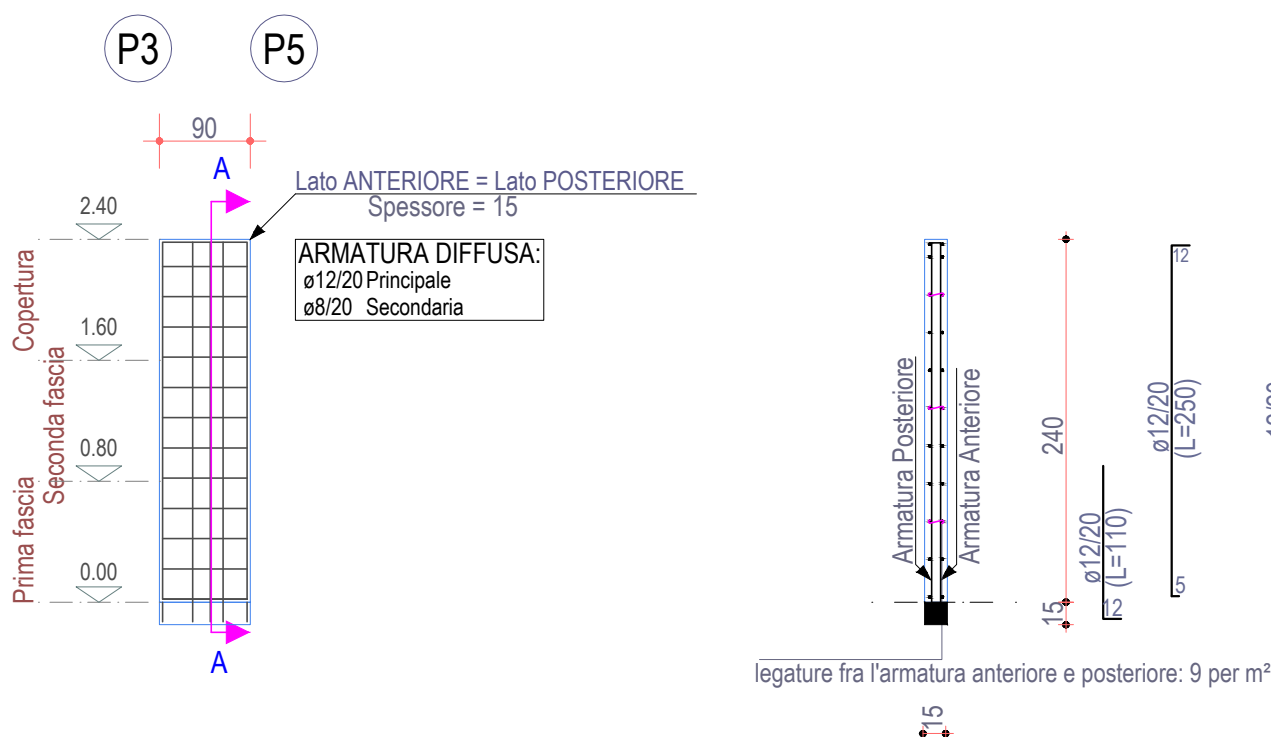 P3
P5
90
A
Lato ANTERIORE = Lato POSTERIORE
Spessore = 15
2.40
ARMATURA DIFFUSA:
ø12/20 Principale
ø8/20 Secondaria
Copertura
1.60
Seconda fascia
0.80
Prima fascia
0.00
A
Armatura Posteriore
Armatura Anteriore
240
15
ø12/20
(L=110)
12
ø12/20
(L=250)
12
5
legature fra l'armatura anteriore e posteriore: 9 per m²
15